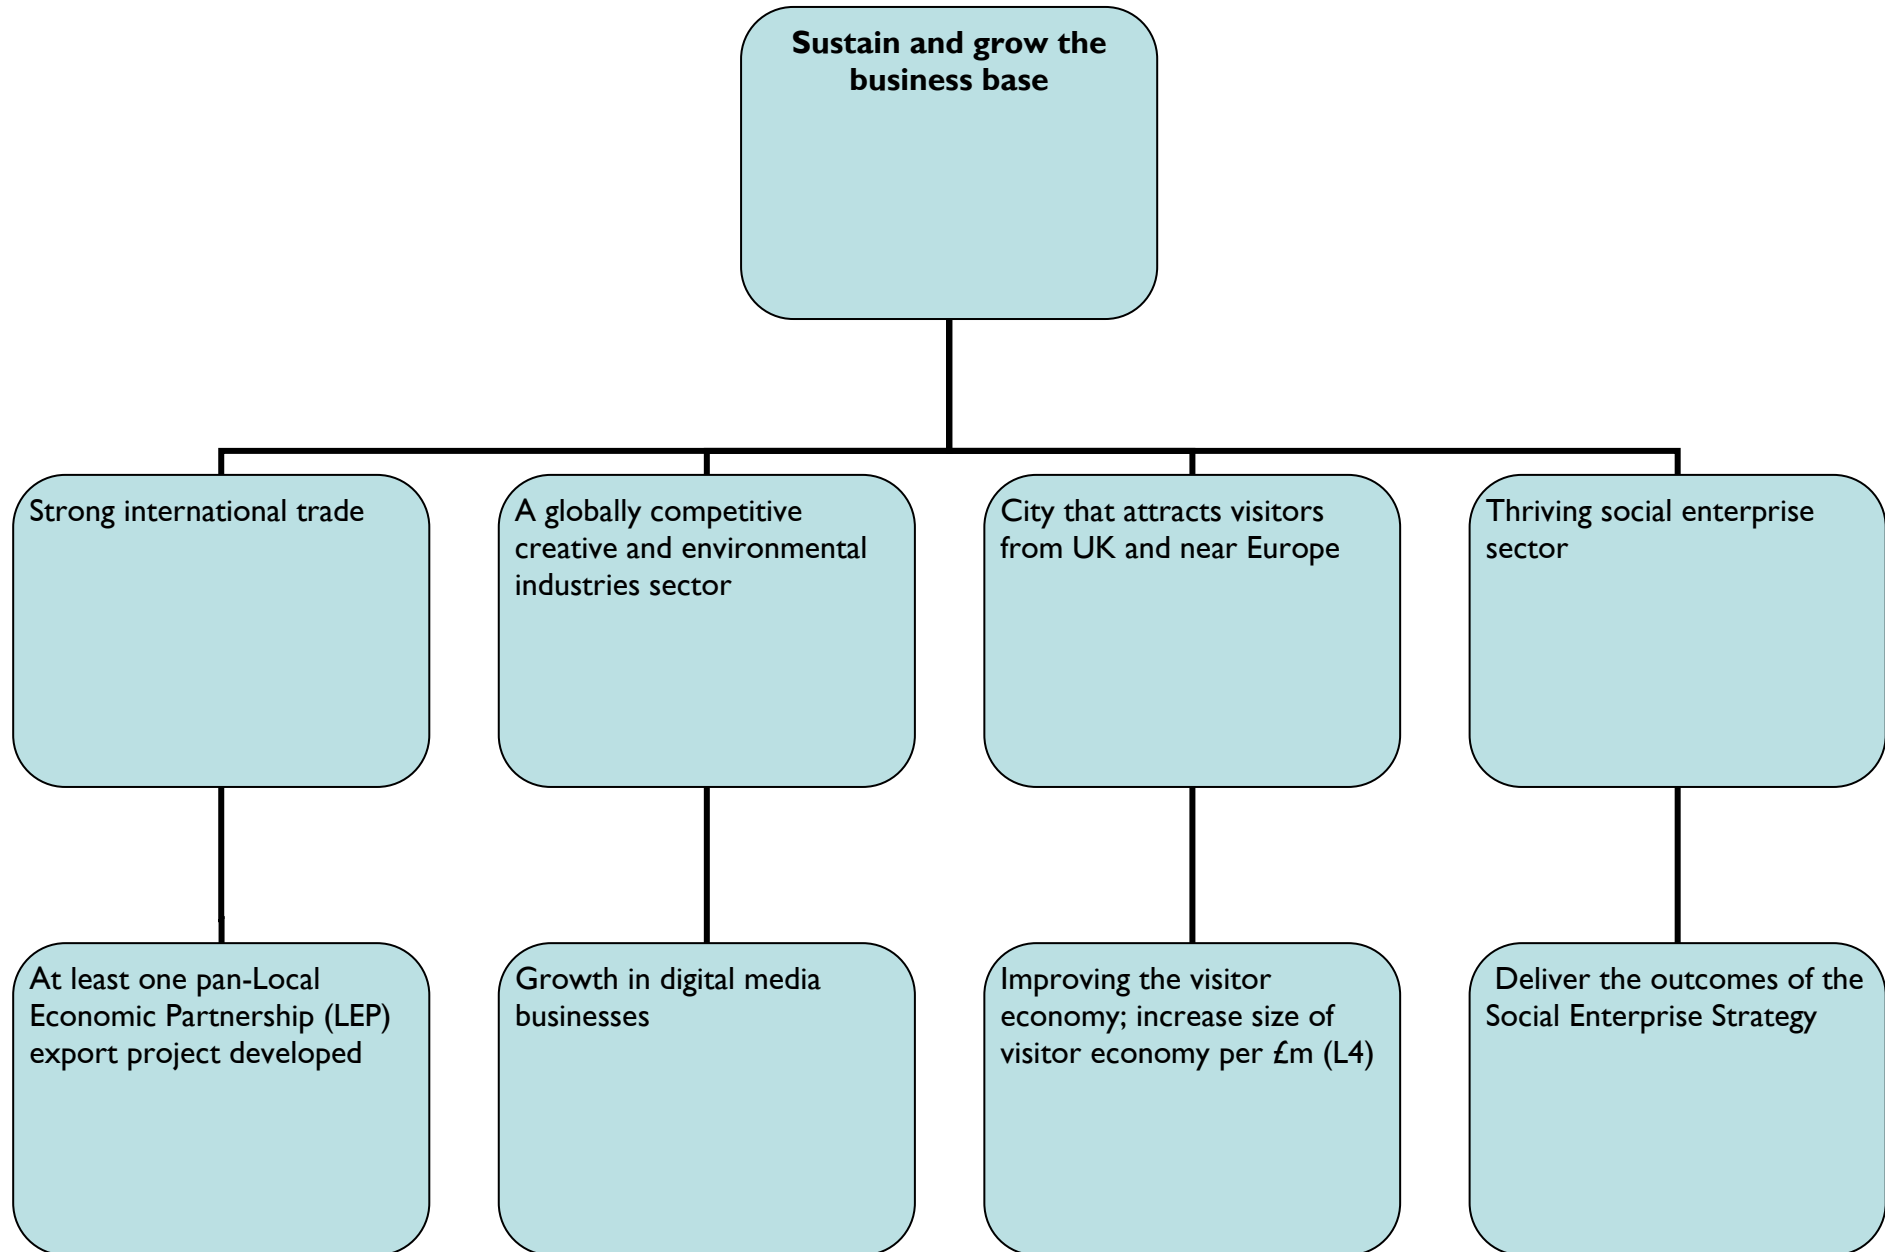 Sustain and grow the
business base
Strong international trade
A globally competitive
creative and environmental
industries sector
City that attracts visitors
from UK and near Europe
Thriving social enterprise
sector
At least one pan-Local
Economic Partnership (LEP)
export project developed
Growth in digital media
businesses
Improving the visitor
economy; increase size of
visitor economy per £m (L4)
Deliver the outcomes of the
Social Enterprise Strategy